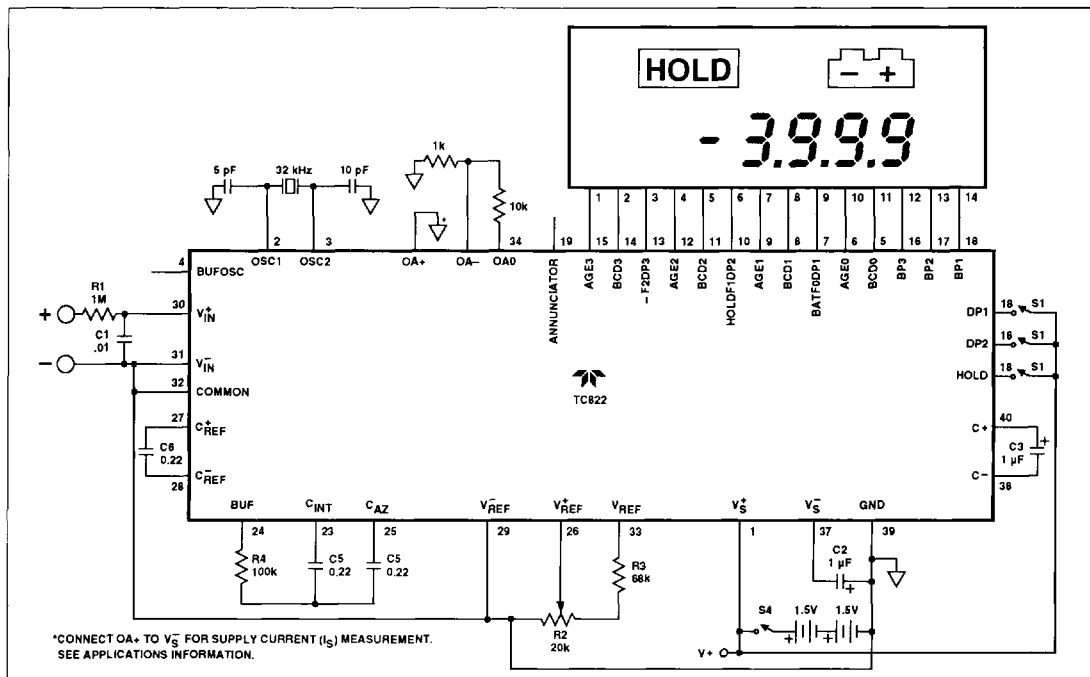 HOLD
- +
- 3.9.9.9
1k
5 pF
32 kHz
10 pF
10k
1 2 3 4 5 6 7 8 9 10 11 12 13 14
2 3 34 19 15 14 13 12 11 10 9 8 7 6 5 16 17 18
OSC1 OSC2 OA+ OA– OA0 ANNUNCIATOR AGE3 BCD3 –F2DP3 AGE2 BCD2 HOLDF1DP2 AGE1 BCD1 BATF0DP1 AGE0 BCD0 BP3 BP2 BP1
*
4
BUFOSC
R1
1M
+
30
V+IN
C1
.01
–
31
V–IN
32
COMMON
27
C+REF
C6
0.22
C–REF
28
TC822
DP1 18 S1
DP2 18 S1
HOLD 18 S1
40
C+
C3
1 µF
+
C–
38
BUF CINT CAZ V–REF V+REF VREF V+S V–S GND
24 23 25 29 26 33 1 37 39
R4
100k
C5
0.22
C5
0.22
R3
68k
R2
20k
C2
1 µF
+
S4
1.5V 1.5V
+ +
V+
*CONNECT OA+ TO V–S FOR SUPPLY CURRENT (IS) MEASUREMENT.
SEE APPLICATIONS INFORMATION.